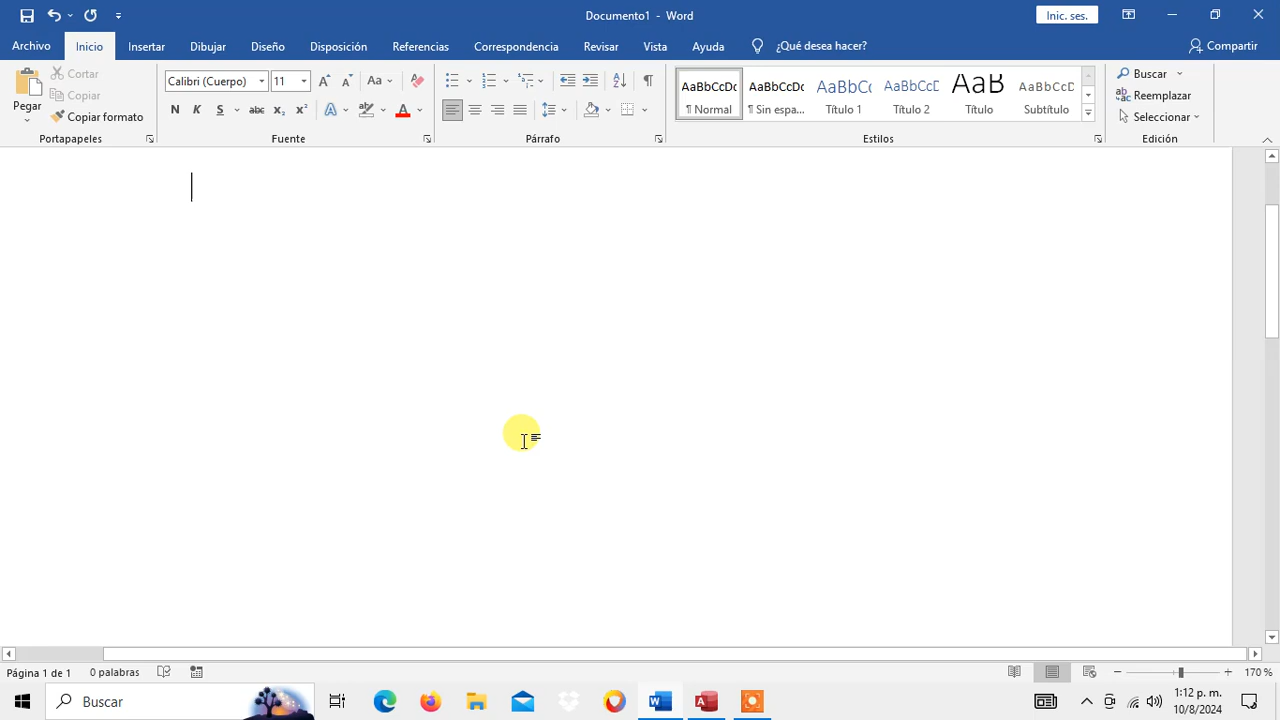 Documento1 - Word
Inic. ses.
Archivo
Inicio
Insertar
Dibujar
Diseño
Disposición
Referencias
Correspondencia
Revisar
Vista
Ayuda
¿Qué desea hacer?
Compartir
Pegar
Cortar
Copiar
Copiar formato
Portapapeles
Calibri (Cuerpo)
11
Aa
N K S abc x₂ x² A A
Fuente
Párrafo
AaBbCcDc
¶ Normal
AaBbCcDc
¶ Sin espa...
AaBbCc
Título 1
AaBbCcD
Título 2
AaB
Título
AaBbCcD
Subtítulo
Estilos
Buscar
Reemplazar
Seleccionar
Edición
Página 1 de 1
0 palabras
170 %
Buscar
1:12 p. m.
10/8/2024